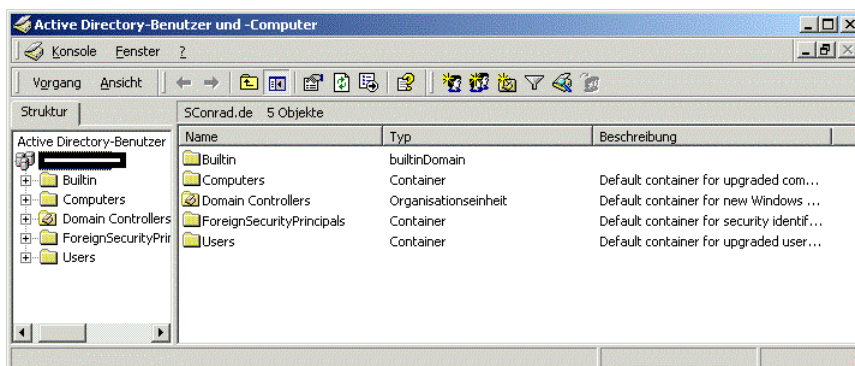 Active Directory-Benutzer und -Computer
Konsole Fenster ?
Vorgang Ansicht
Struktur
SConrad.de 5 Objekte
Active Directory-Benutzer
Builtin
Computers
Domain Controllers
ForeignSecurityPrin
Users
Name Typ Beschreibung
Builtin builtinDomain
Computers Container Default container for upgraded com...
Domain Controllers Organisationseinheit Default container for new Windows ...
ForeignSecurityPrincipals Container Default container for security identif...
Users Container Default container for upgraded user...